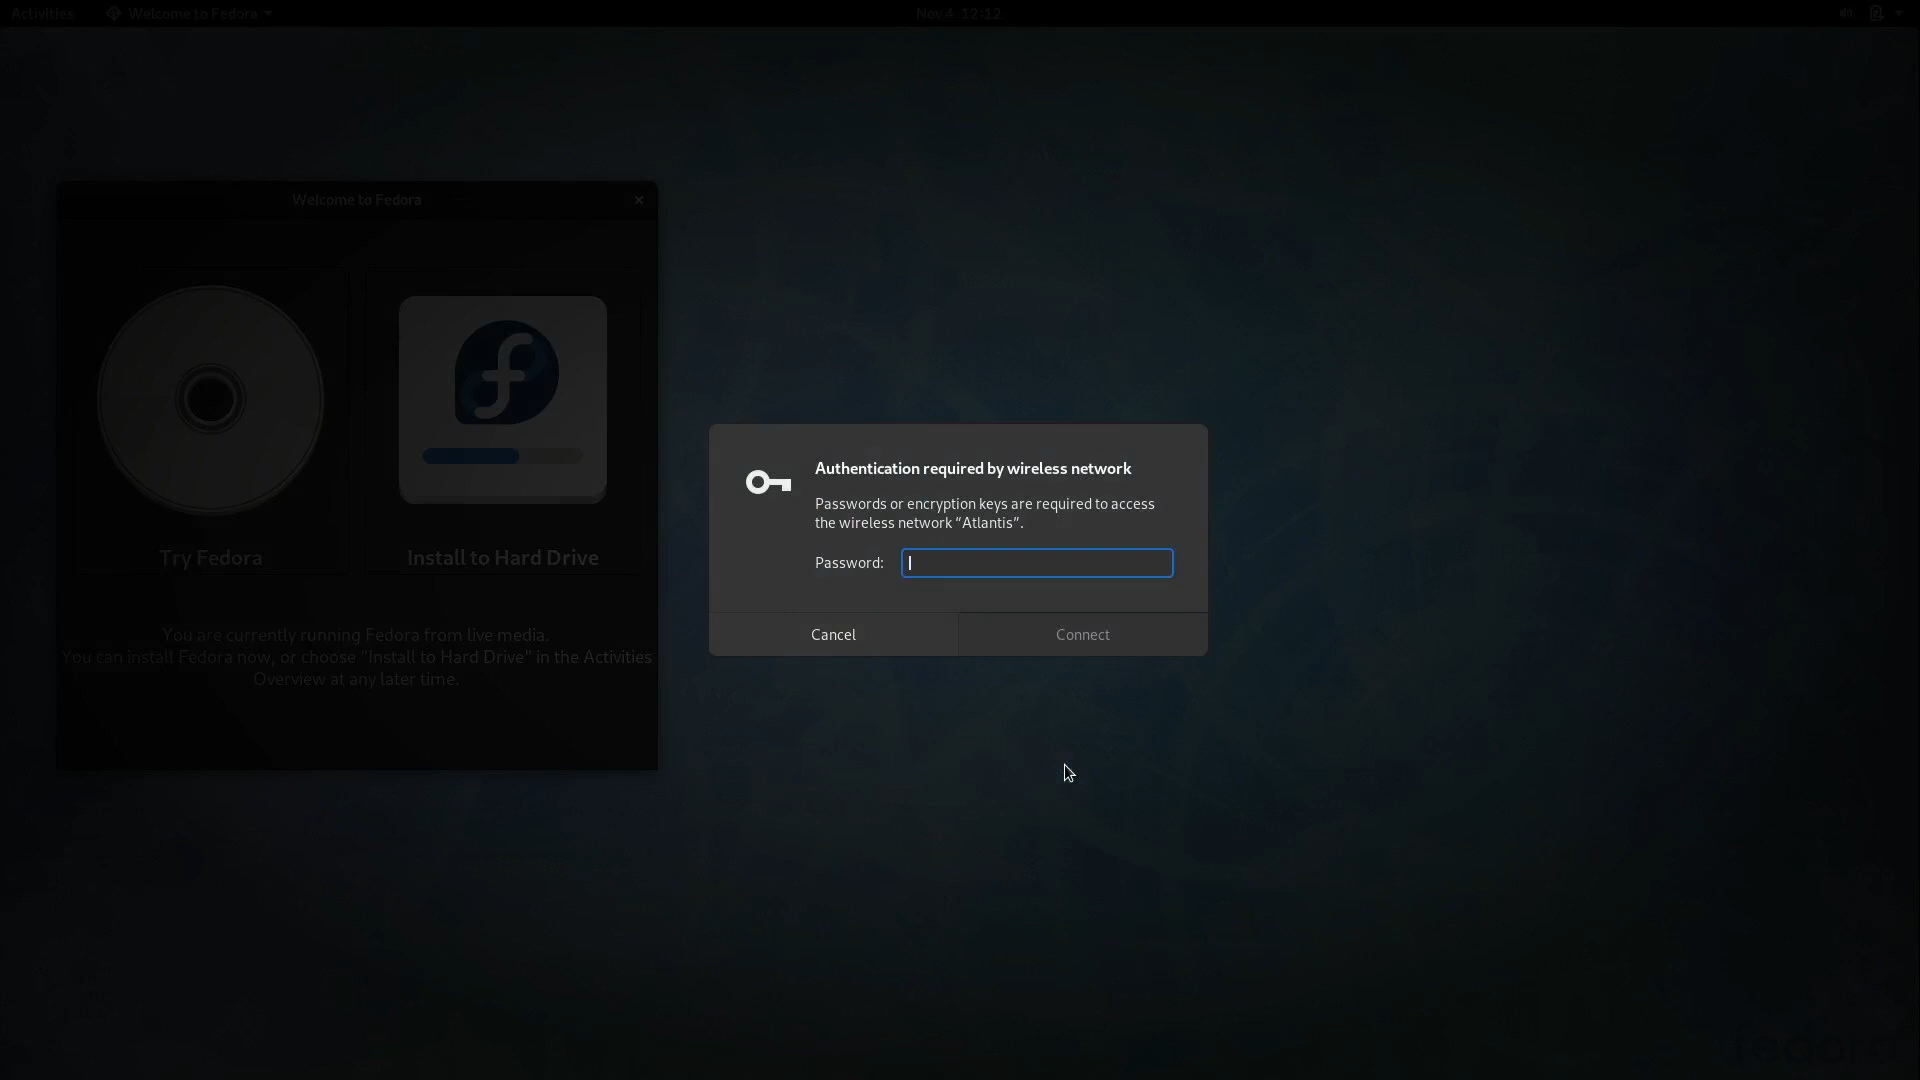 Activities
Welcome to Fedora
Nov 4 12:12
Welcome to Fedora
Try Fedora
Install to Hard Drive
You are currently running Fedora from live media.
You can install Fedora now, or choose "Install to Hard Drive" in the Activities
Overview at any later time.
Authentication required by wireless network
Passwords or encryption keys are required to access
the wireless network “Atlantis”.
Password:
Cancel
Connect
fedora